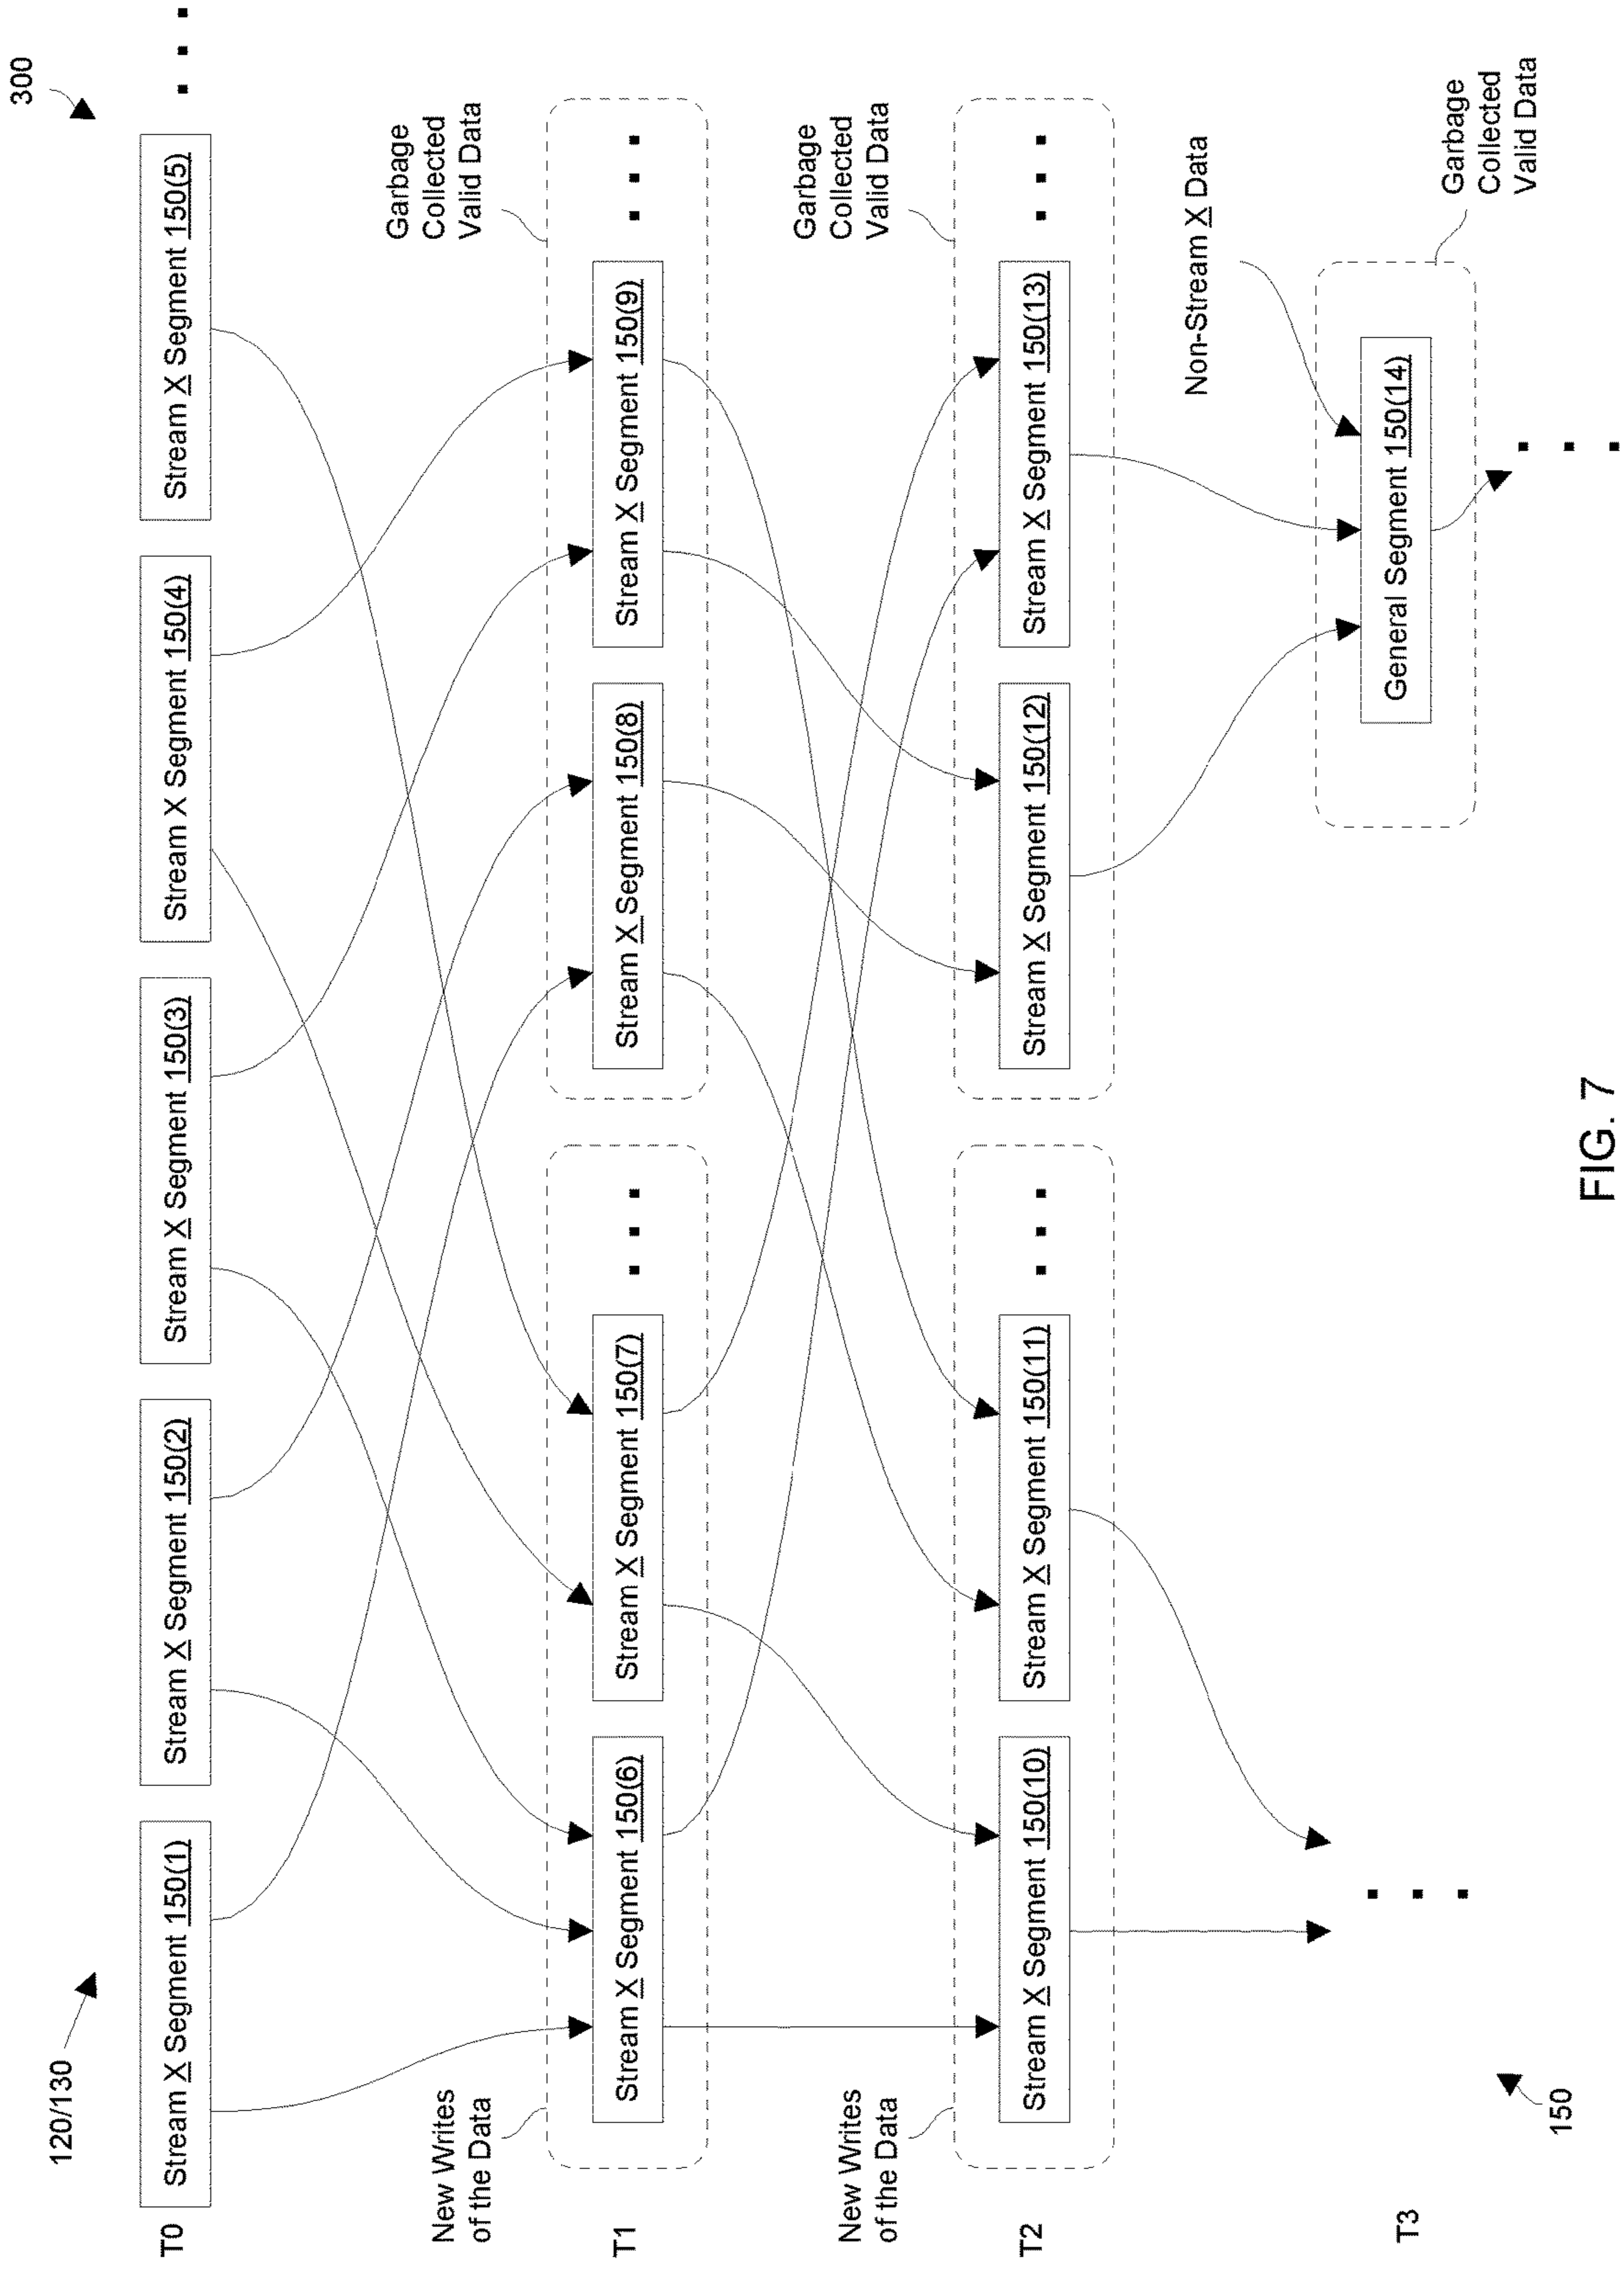 300
120/130
T0
Stream X Segment 150(1)
Stream X Segment 150(2)
Stream X Segment 150(3)
Stream X Segment 150(4)
Stream X Segment 150(5)
New Writes
of the Data
Garbage
Collected
Valid Data
T1
Stream X Segment 150(6)
Stream X Segment 150(7)
Stream X Segment 150(8)
Stream X Segment 150(9)
New Writes
of the Data
Garbage
Collected
Valid Data
T2
Stream X Segment 150(10)
Stream X Segment 150(11)
Stream X Segment 150(12)
Stream X Segment 150(13)
Non-Stream X Data
T3
General Segment 150(14)
Garbage
Collected
Valid Data
150
FIG. 7